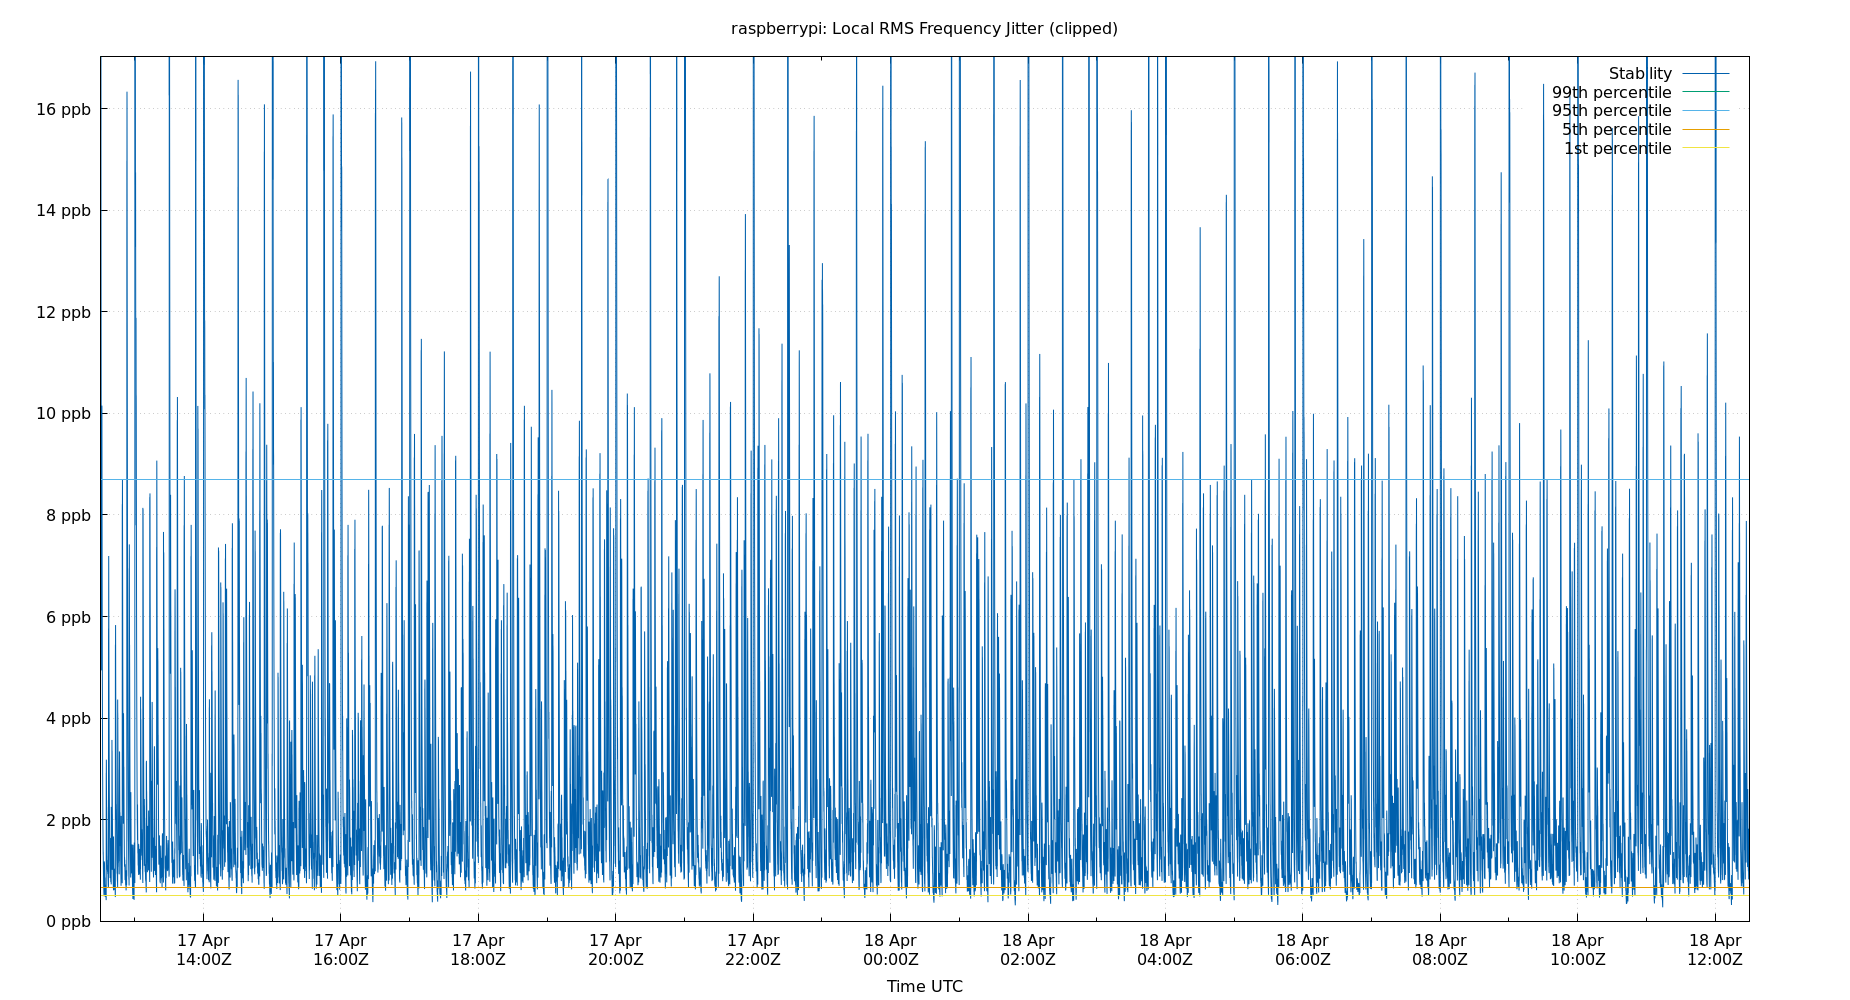 raspberrypi: Local RMS Frequency Jitter (clipped)
Stability
99th percentile
95th percentile
5th percentile
1st percentile
16 ppb
14 ppb
12 ppb
10 ppb
8 ppb
6 ppb
4 ppb
2 ppb
0 ppb
17 Apr 17 Apr 17 Apr 17 Apr 17 Apr 18 Apr 18 Apr 18 Apr 18 Apr 18 Apr 18 Apr 18 Apr
14:00Z 16:00Z 18:00Z 20:00Z 22:00Z 00:00Z 02:00Z 04:00Z 06:00Z 08:00Z 10:00Z 12:00Z
Time UTC